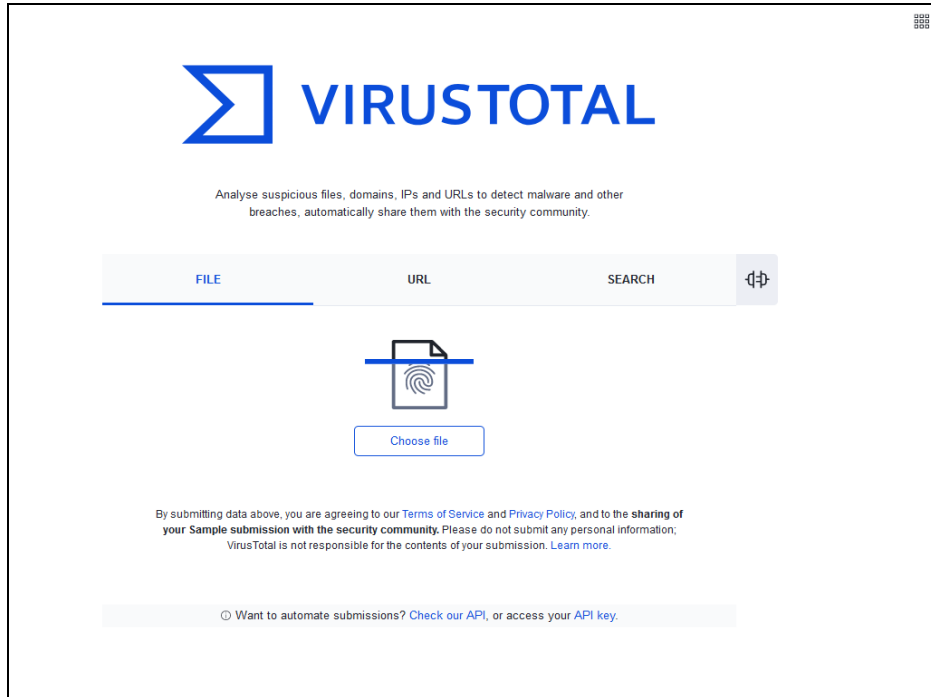 VIRUSTOTAL
Analyse suspicious files, domains, IPs and URLs to detect malware and other
breaches, automatically share them with the security community.
FILE URL SEARCH
Choose file
By submitting data above, you are agreeing to our Terms of Service and Privacy Policy, and to the sharing of
your Sample submission with the security community. Please do not submit any personal information;
VirusTotal is not responsible for the contents of your submission. Learn more.
Want to automate submissions? Check our API, or access your API key.